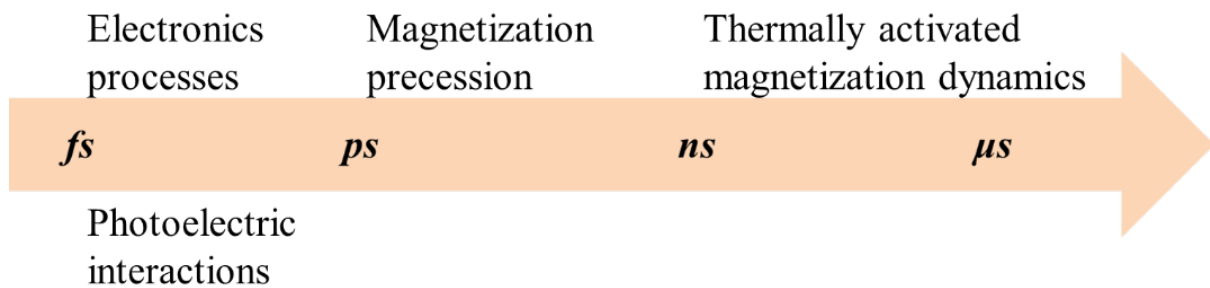 Electronics
processes
Magnetization
precession
Thermally activated
magnetization dynamics
fs ps ns μs
Photoelectric
interactions